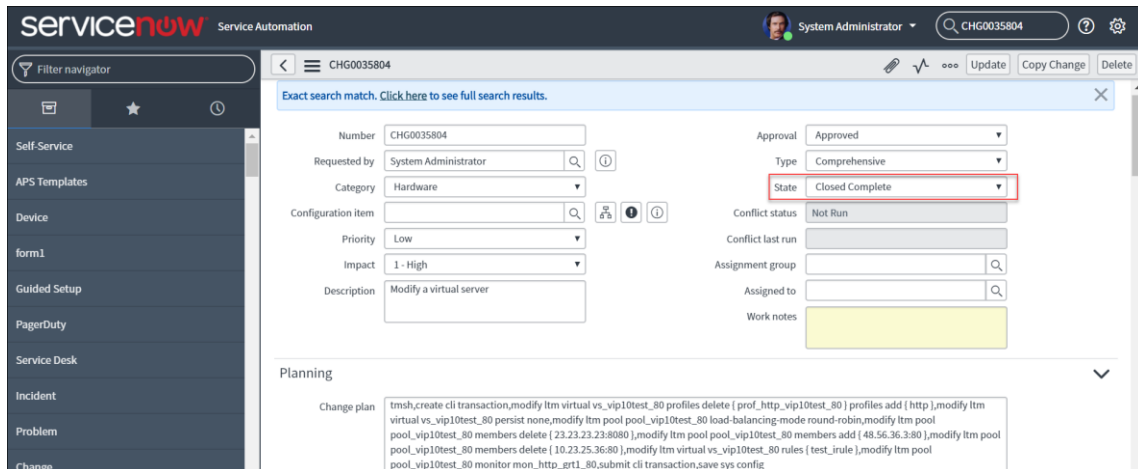 servicenow Service Automation
System Administrator
CHG0035804
Filter navigator
CHG0035804
Update
Copy Change
Delete
Exact search match. Click here to see full search results.
Self-Service
APS Templates
Device
form1
Guided Setup
PagerDuty
Service Desk
Incident
Problem
Change
Number CHG0035804
Requested by System Administrator
Category Hardware
Configuration item
Priority Low
Impact 1 - High
Description Modify a virtual server
Approval Approved
Type Comprehensive
State Closed Complete
Conflict status Not Run
Conflict last run
Assignment group
Assigned to
Work notes
Planning
Change plan
tmsh,create cli transaction,modify ltm virtual vs_vip10test_80 profiles delete { prof_http_vip10test_80 } profiles add { http },modify ltm
virtual vs_vip10test_80 persist none,modify ltm pool pool_vip10test_80 load-balancing-mode round-robin,modify ltm pool
pool_vip10test_80 members delete { 23.23.23.23:8080 },modify ltm pool pool_vip10test_80 members add { 48.56.36.3:80 },modify ltm pool
pool_vip10test_80 members delete { 10.23.25.36:80 },modify ltm virtual vs_vip10test_80 rules { test_irule },modify ltm pool
pool_vip10test_80 monitor mon_http_grt1_80,submit cli transaction,save sys config